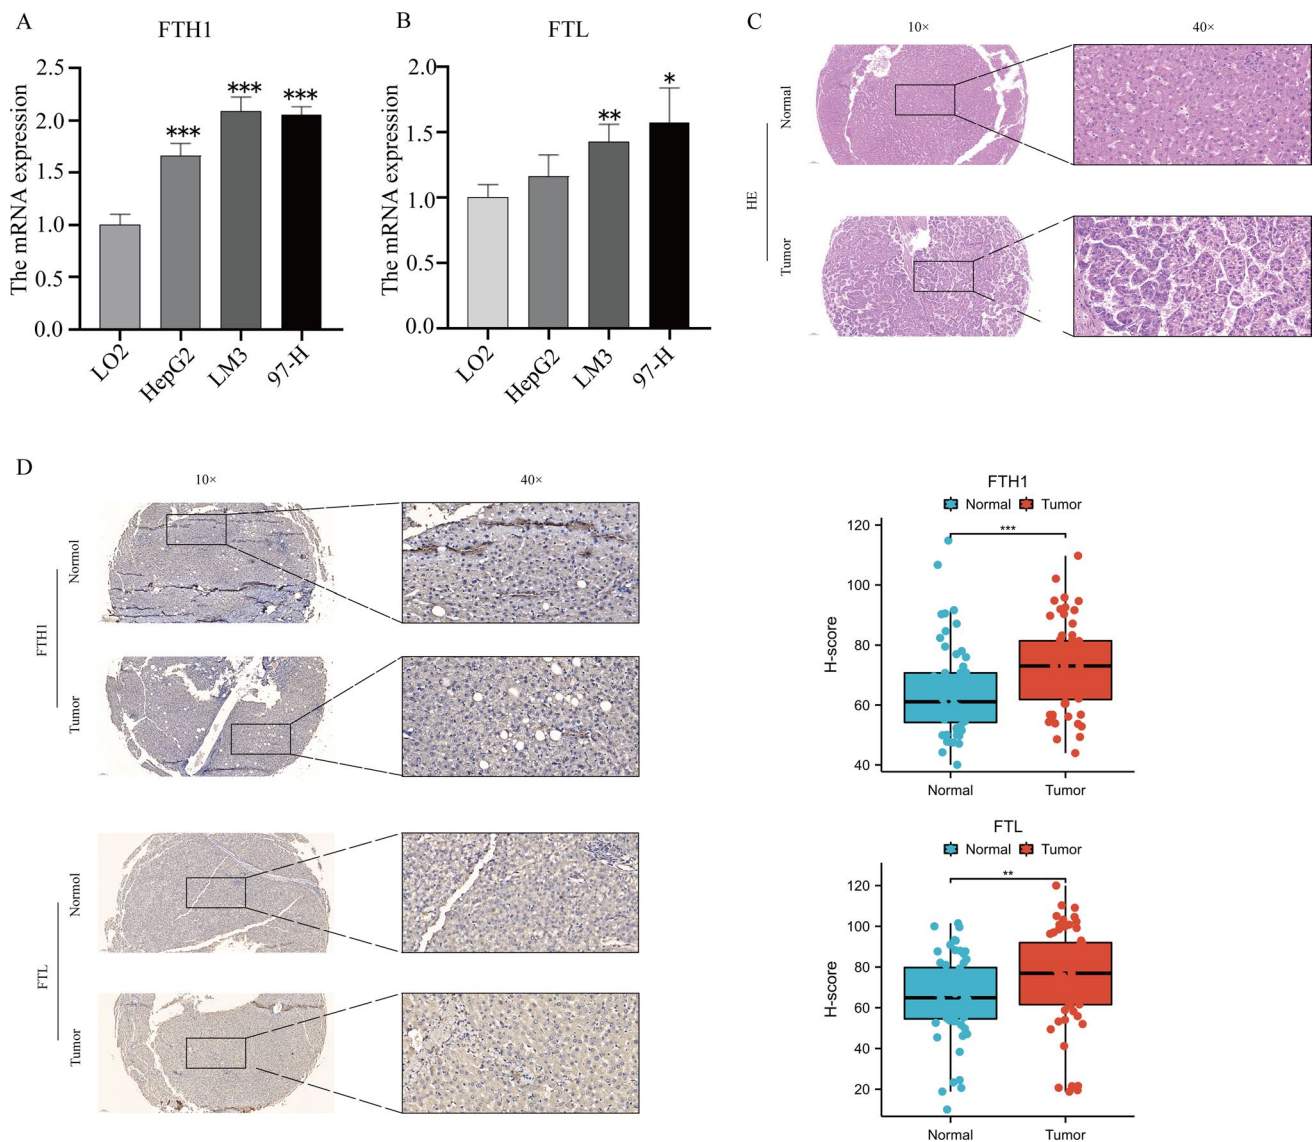 A
FTH1
The mRNA expression
2.5
2.0
1.5
1.0
0.5
0.0
***
***
***
LO2
HepG2
LM3
97-H
B
FTL
The mRNA expression
2.0
1.5
1.0
0.5
0.0
**
*
LO2
HepG2
LM3
97-H
C
10×
40×
HE
Normal
Tumor
D
10×
40×
FTH1
Normol
Tumor
FTL
Normol
Tumor
FTH1
Normal
Tumor
H-score
120
100
80
60
40
***
Normal
Tumor
FTL
Normal
Tumor
H-score
120
100
80
60
40
20
**
Normal
Tumor